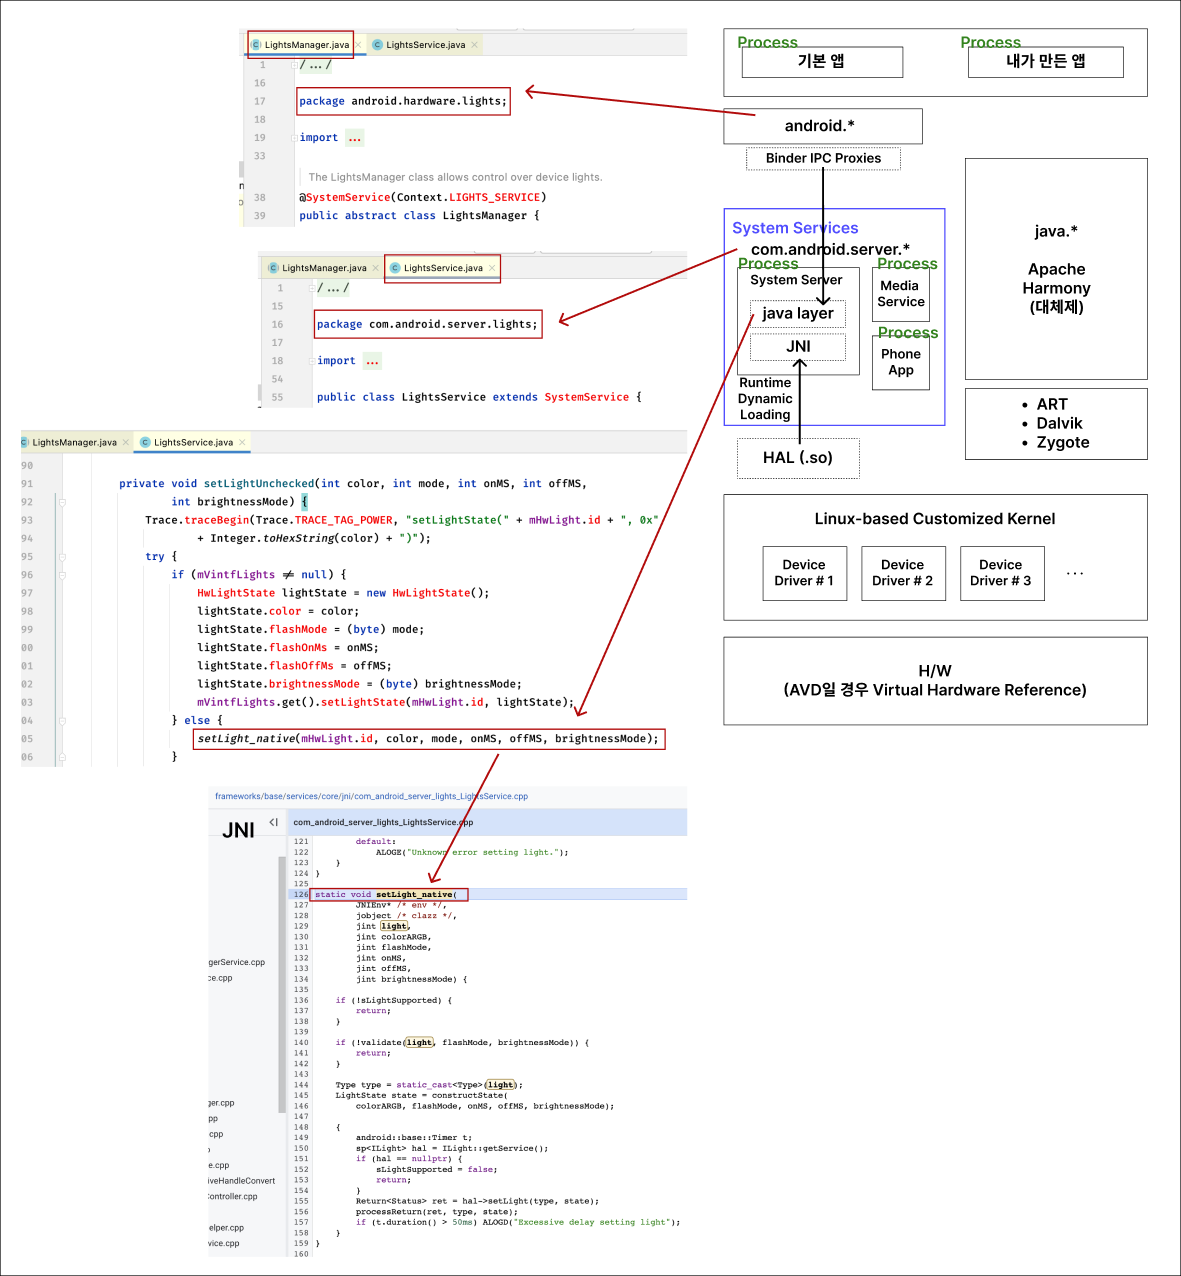 LightsManager.java
LightsService.java
1
/.../
16
17 package android.hardware.lights;
18
19 import ...
33
The LightsManager class allows control over device lights.
38 @SystemService(Context.LIGHTS_SERVICE)
39 public abstract class LightsManager {
LightsManager.java
LightsService.java
1
/.../
15
16 package com.android.server.lights;
17
18 import ...
54
55 public class LightsService extends SystemService {
LightsManager.java
LightsService.java
90
91 private void setLightUnchecked(int color, int mode, int onMS, int offMS,
92 int brightnessMode) {
93 Trace.traceBegin(Trace.TRACE_TAG_POWER, "setLightState(" + mHwLight.id + ", 0x"
94 + Integer.toHexString(color) + ")");
95 try {
96 if (mVintfLights ≠ null) {
97 HwLightState lightState = new HwLightState();
98 lightState.color = color;
99 lightState.flashMode = (byte) mode;
00 lightState.flashOnMs = onMS;
01 lightState.flashOffMs = offMS;
02 lightState.brightnessMode = (byte) brightnessMode;
03 mVintfLights.get().setLightState(mHwLight.id, lightState);
04 } else {
05 setLight_native(mHwLight.id, color, mode, onMS, offMS, brightnessMode);
06 }
frameworks/base/services/core/jni/com_android_server_lights_LightsService.cpp
JNI
com_android_server_lights_LightsService.cpp
gerService.cpp
ce.cpp
ger.cpp
pp
cpp
e.cpp
iveHandleConvert
Controller.cpp
elper.cpp
vice.cpp
121 default:
122 ALOGE("Unknown error setting light.");
123 }
124 }
125
126 static void setLight_native(
127 JNIEnv* /* env */,
128 jobject /* clazz */,
129 jint light,
130 jint colorARGB,
131 jint flashMode,
132 jint onMS,
133 jint offMS,
134 jint brightnessMode) {
135
136 if (!sLightSupported) {
137 return;
138 }
139
140 if (!validate(light, flashMode, brightnessMode)) {
141 return;
142 }
143
144 Type type = static_cast<Type>(light);
145 LightState state = constructState(
146 colorARGB, flashMode, onMS, offMS, brightnessMode);
147
148 {
149 android::base::Timer t;
150 sp<ILight> hal = ILight::getService();
151 if (hal == nullptr) {
152 sLightSupported = false;
153 return;
154 }
155 Return<Status> ret = hal->setLight(type, state);
156 processReturn(ret, type, state);
157 if (t.duration() > 50ms) ALOGD("Excessive delay setting light");
158 }
159 }
160
Process
기본 앱
Process
내가 만든 앱
android.*
Binder IPC Proxies
System Services
com.android.server.*
Process
System Server
java layer
JNI
Runtime
Dynamic
Loading
Process
Media
Service
Process
Phone
App
HAL (.so)
java.*
Apache
Harmony
(대체제)
• ART
• Dalvik
• Zygote
Linux-based Customized Kernel
Device
Driver # 1
Device
Driver # 2
Device
Driver # 3
...
H/W
(AVD일 경우 Virtual Hardware Reference)